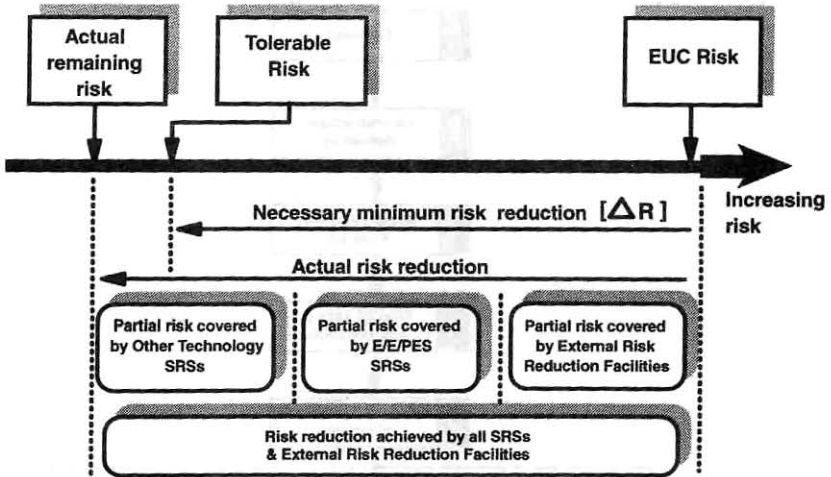 Actual
remaining
risk
Tolerable
Risk
EUC Risk
Increasing
risk
Necessary minimum risk reduction [ΔR]
Actual risk reduction
Partial risk covered
by Other Technology
SRSs
Partial risk covered
by E/E/PES
SRSs
Partial risk covered
by External Risk
Reduction Facilities
Risk reduction achieved by all SRSs
& External Risk Reduction Facilities